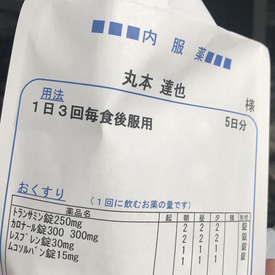 ■■■内服薬■■■
丸本 達也
様
用法
5日分
1日3回毎食後服用
おくすり
(1回に飲むお薬の量です)
薬品名 起 朝 昼 夕 寝 形状
トランサミン錠250mg 2 2 2 錠
カロナール錠300 300mg 2 2 2 錠
レスプレン錠30mg 1 1 1 錠
ムコソルバン錠15mg 1 1 1 錠